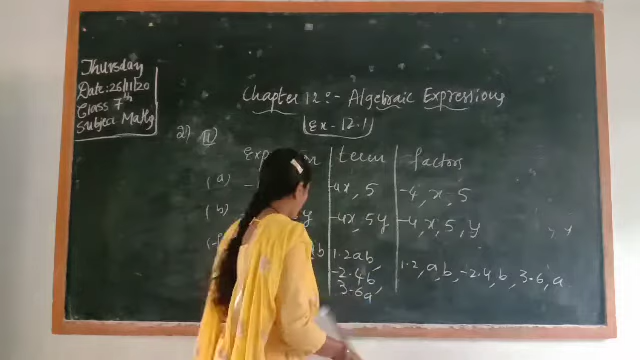 Thursday
Date: 26/11/20
Class 7th
Subject Maths
Chapter 12:- Algebraic Expressions
Ex-12.1
2) ii)
term factors
(a) -4x, 5 -4, x, 5
(b) y -4x, 5y -4, x, 5, y
b 1.2ab, 1.2, a, b, -2.4, b, 3.6, a
-2.4b,
3.6a